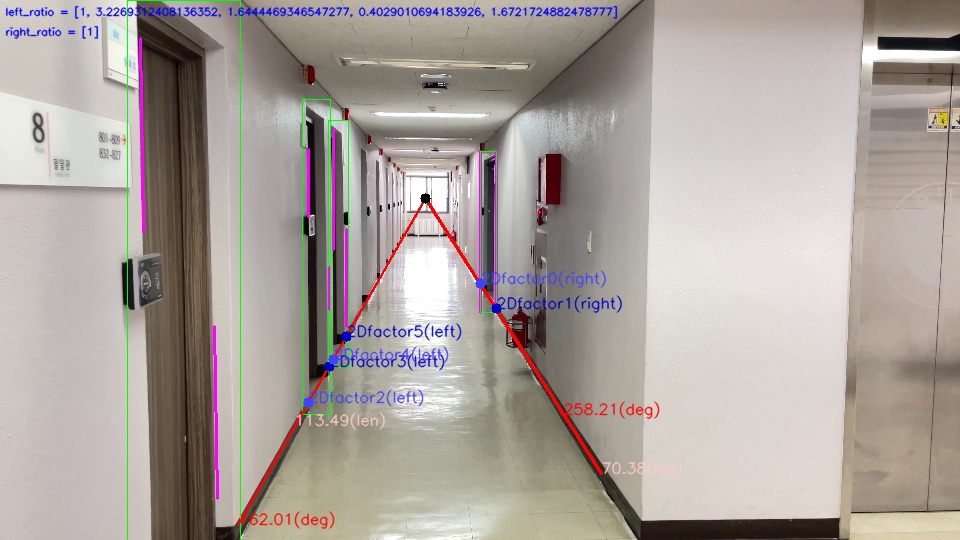 left_ratio = [1, 3.2269312408136352, 1.6444469346547277, 0.4029010694183926, 1.6721724882478777]
right_ratio = [1]
8
801-809
832-827
2Dfactor0(right)
2Dfactor1(right)
2Dfactor5(left)
2Dfactor4(left)
2Dfactor3(left)
2Dfactor2(left)
258.21(deg)
113.49(len)
70.38(len)
62.01(deg)